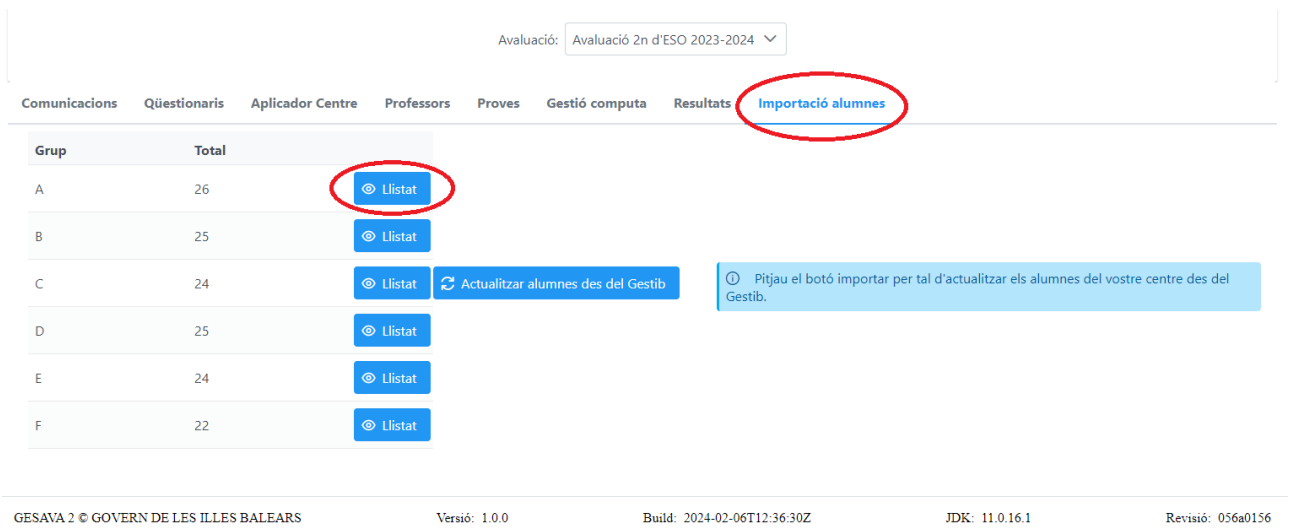 Avaluació: Avaluació 2n d'ESO 2023-2024
Comunicacions Qüestionaris Aplicador Centre Professors Proves Gestió computa Resultats Importació alumnes
Grup Total
A 26 Llistat
B 25 Llistat
C 24 Llistat Actualitzar alumnes des del Gestib
Pitjau el botó importar per tal d'actualitzar els alumnes del vostre centre des del
Gestib.
D 25 Llistat
E 24 Llistat
F 22 Llistat
GESAVA 2 © GOVERN DE LES ILLES BALEARS Versió: 1.0.0 Build: 2024-02-06T12:36:30Z JDK: 11.0.16.1 Revisió: 056a0156